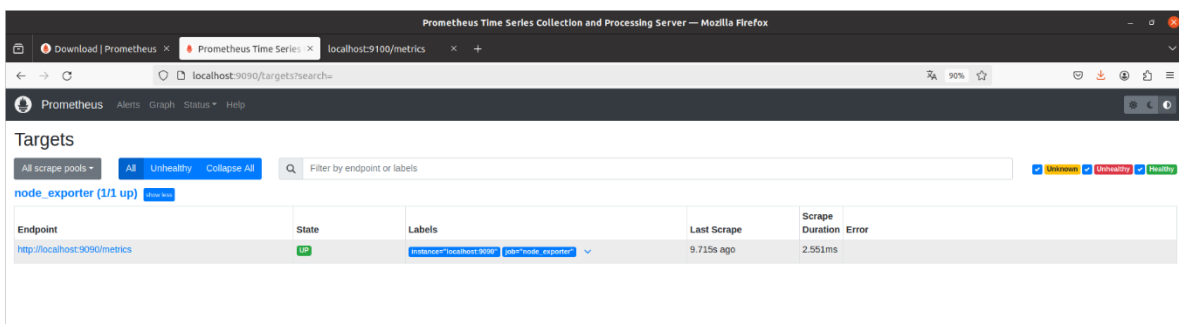 Prometheus Time Series Collection and Processing Server — Mozilla Firefox
Download | Prometheus × Prometheus Time Series × localhost:9100/metrics × +
localhost:9090/targets?search= 90%
Prometheus Alerts Graph Status Help
Targets
All scrape pools All Unhealthy Collapse All Filter by endpoint or labels Unknown Unhealthy Healthy
node_exporter (1/1 up) show less
Scrape
Endpoint State Labels Last Scrape Duration Error
http://localhost:9090/metrics UP instance="localhost:9090" job="node_exporter" 9.715s ago 2.551ms